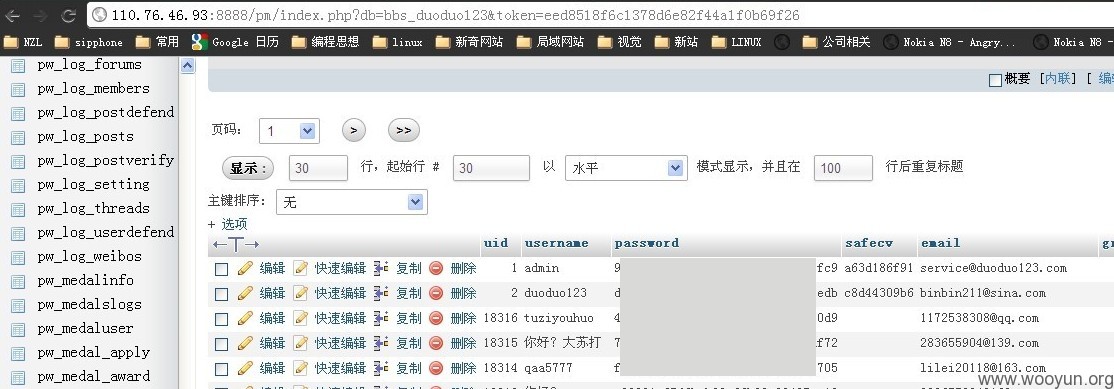 110.76.46.93:8888/pm/index.php?db=bbs_duoduo123&token=eed8518f6c1378d6e82f44a1f0b69f26
NZL sipphone 常用 Google 日历 编程思想 linux 新奇网站 局域网站 视觉 新站 LINUX 公司相关 Nokia N8 - Angry... Nokia N8 -
pw_log_forums
pw_log_members
pw_log_postdefend
pw_log_posts
pw_log_postverify
pw_log_setting
pw_log_threads
pw_log_userdefend
pw_log_weibos
pw_medalinfo
pw_medalslogs
pw_medaluser
pw_medal_apply
pw_medal_award
概要 [内联] [ 编辑
页码： 1 > >>
显示： 30 行，起始行 # 30 以 水平 模式显示，并且在 100 行后重复标题
主键排序： 无
+ 选项
←T→ uid username password safecv email gr
编辑 快速编辑 复制 删除 1 admin 9 fc9 a63d186f91 service@duoduo123.com
编辑 快速编辑 复制 删除 2 duoduo123 d edb c8d44309b6 binbin211@sina.com
编辑 快速编辑 复制 删除 18316 tuziyouhuo 4 0d9 1172538308@qq.com
编辑 快速编辑 复制 删除 18315 你好？大苏打 7 f72 283655904@139.com
编辑 快速编辑 复制 删除 18314 qaa5777 f 705 lilei20118@163.com
www.wooyun.org